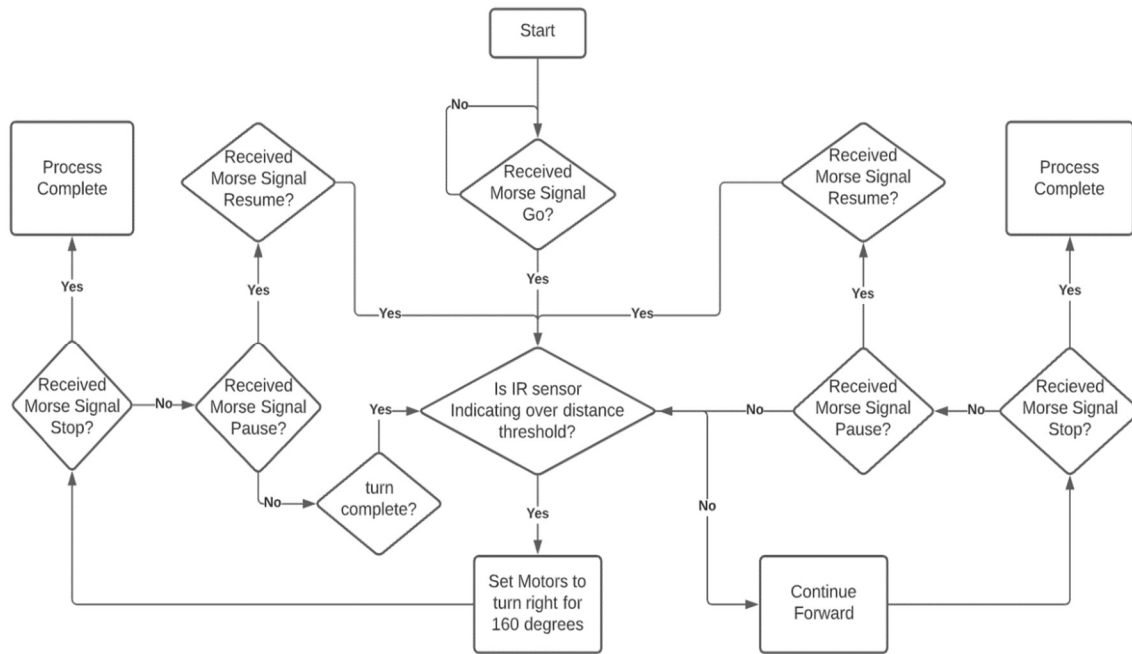 Start
No
Received
Morse Signal
Go?
Yes
Process
Complete
Yes
Received
Morse Signal
Resume?
Yes
Yes
Received
Morse Signal
Resume?
Yes
Yes
Process
Complete
Yes
Received
Morse Signal
Stop?
No
Received
Morse Signal
Pause?
No
turn
complete?
Yes
Is IR sensor
Indicating over distance
threshold?
Yes
No
No
Received
Morse Signal
Pause?
No
Recieved
Morse Signal
Stop?
Set Motors to
turn right for
160 degrees
Continue
Forward